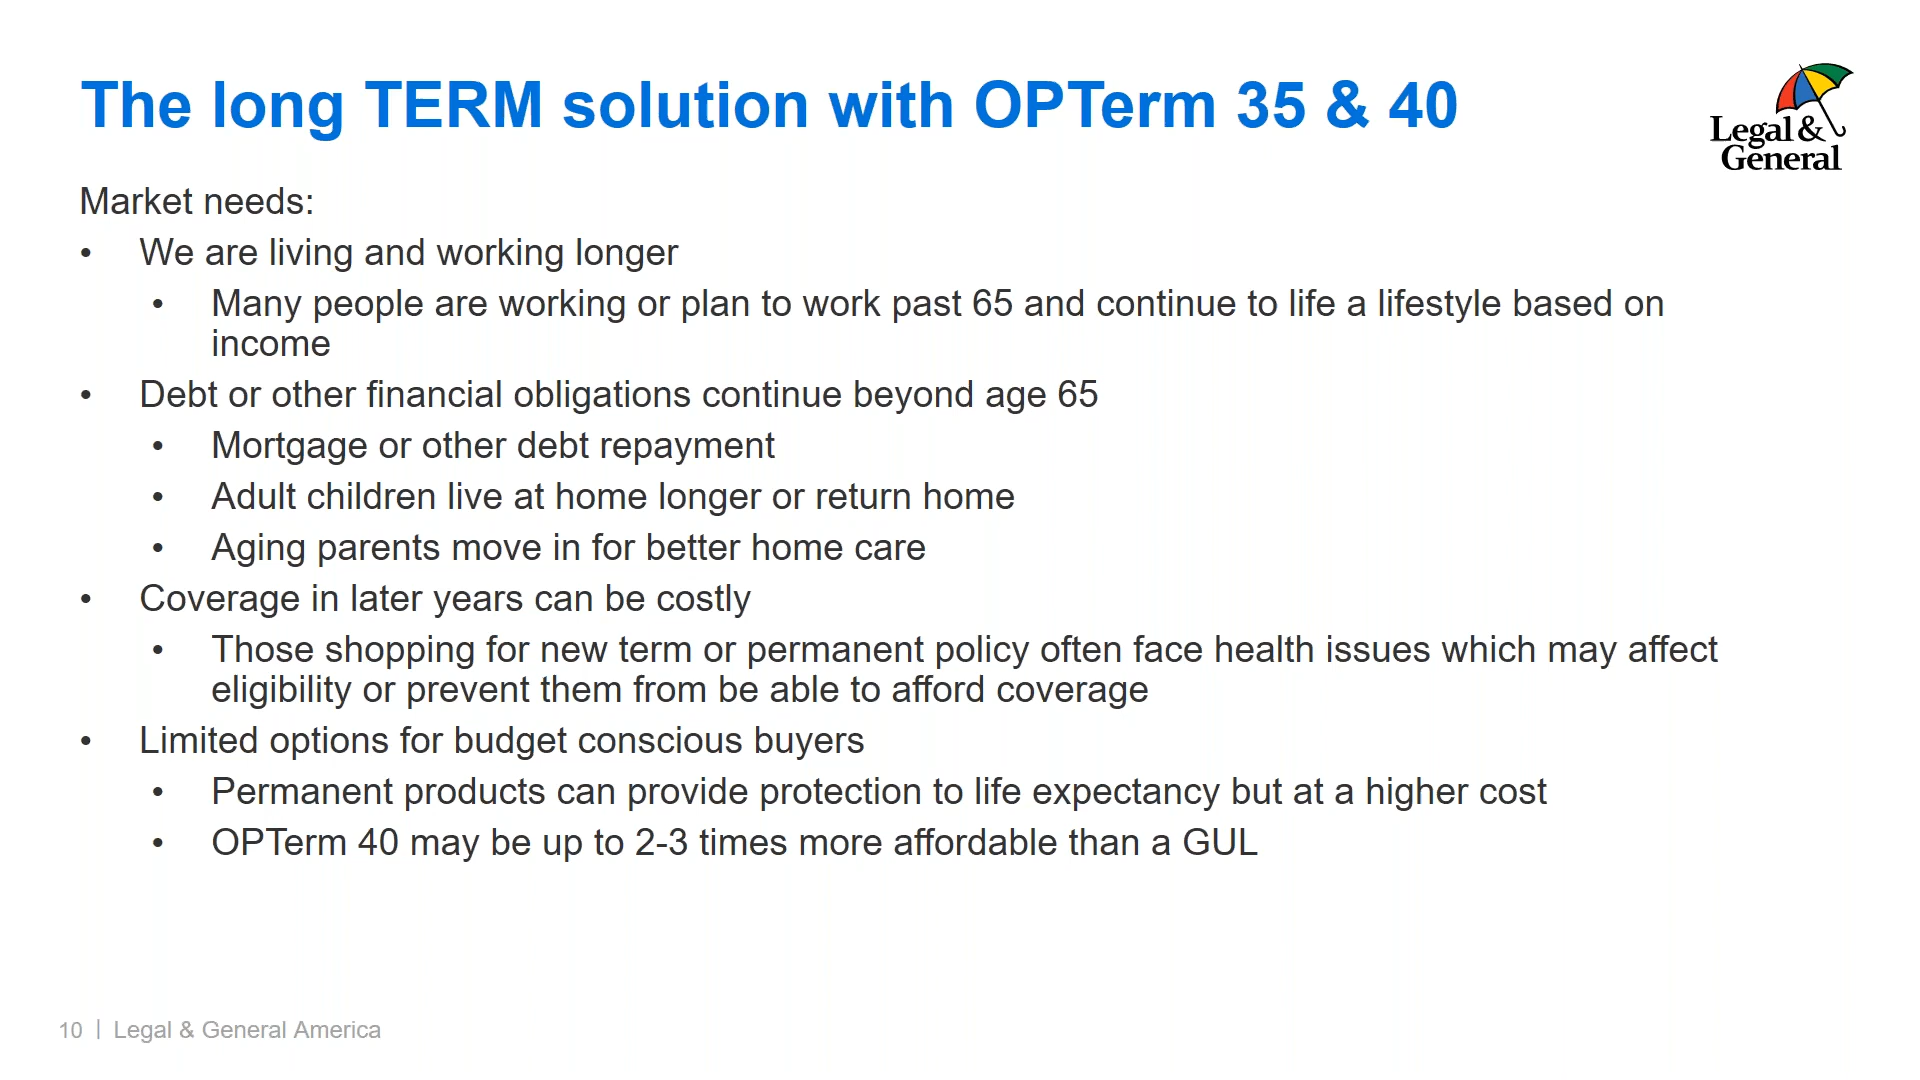 The long TERM solution with OPTerm 35 & 40
Legal &
General
Market needs:
• We are living and working longer
• Many people are working or plan to work past 65 and continue to life a lifestyle based on
income
• Debt or other financial obligations continue beyond age 65
• Mortgage or other debt repayment
• Adult children live at home longer or return home
• Aging parents move in for better home care
• Coverage in later years can be costly
• Those shopping for new term or permanent policy often face health issues which may affect
eligibility or prevent them from be able to afford coverage
• Limited options for budget conscious buyers
• Permanent products can provide protection to life expectancy but at a higher cost
• OPTerm 40 may be up to 2-3 times more affordable than a GUL
10 | Legal & General America